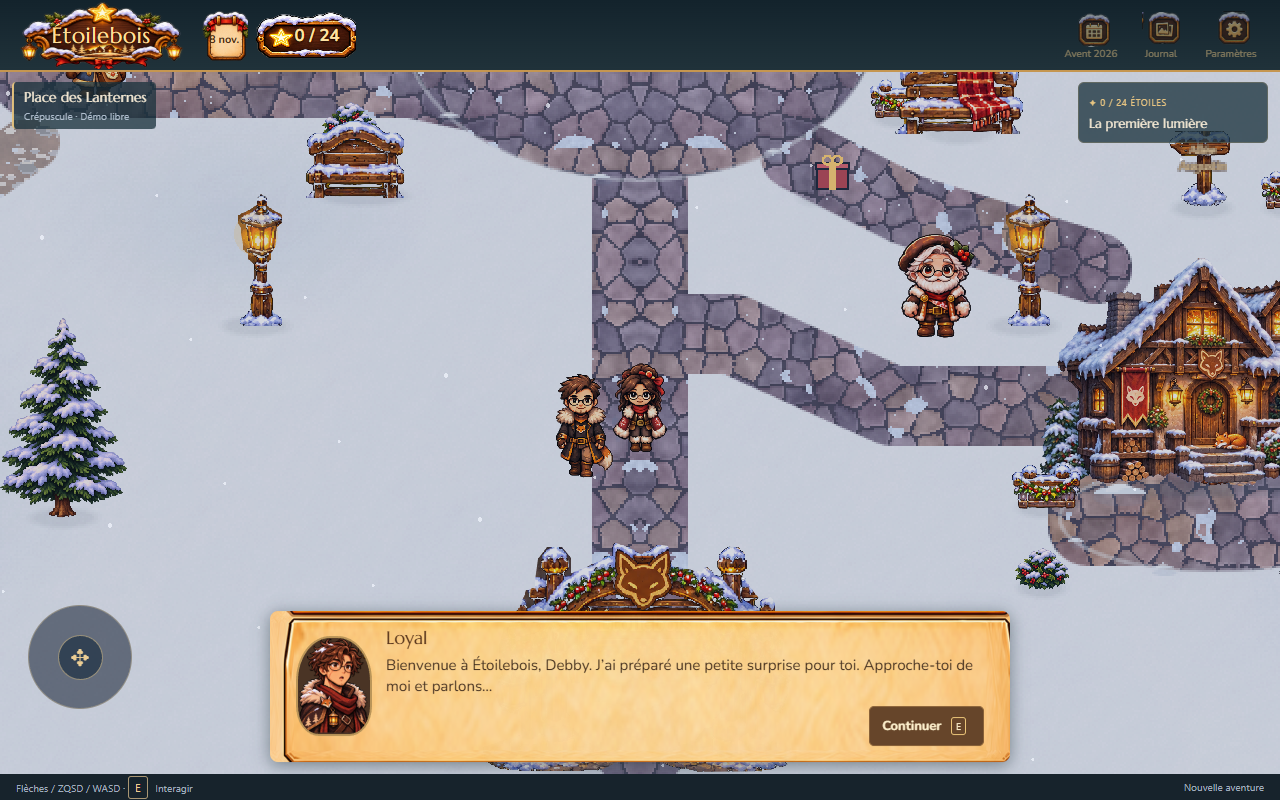 Étoilebois
8 nov.
0 / 24
Avent 2026
Journal
Paramètres
Place des Lanternes
Crépuscule · Démo libre
✦ 0 / 24 ÉTOILES
La première lumière
Loyal
Bienvenue à Étoilebois, Debby. J’ai préparé une petite surprise pour toi. Approche-toi de
moi et parlons…
Continuer E
Flèches / ZQSD / WASD · E Interagir
Nouvelle aventure